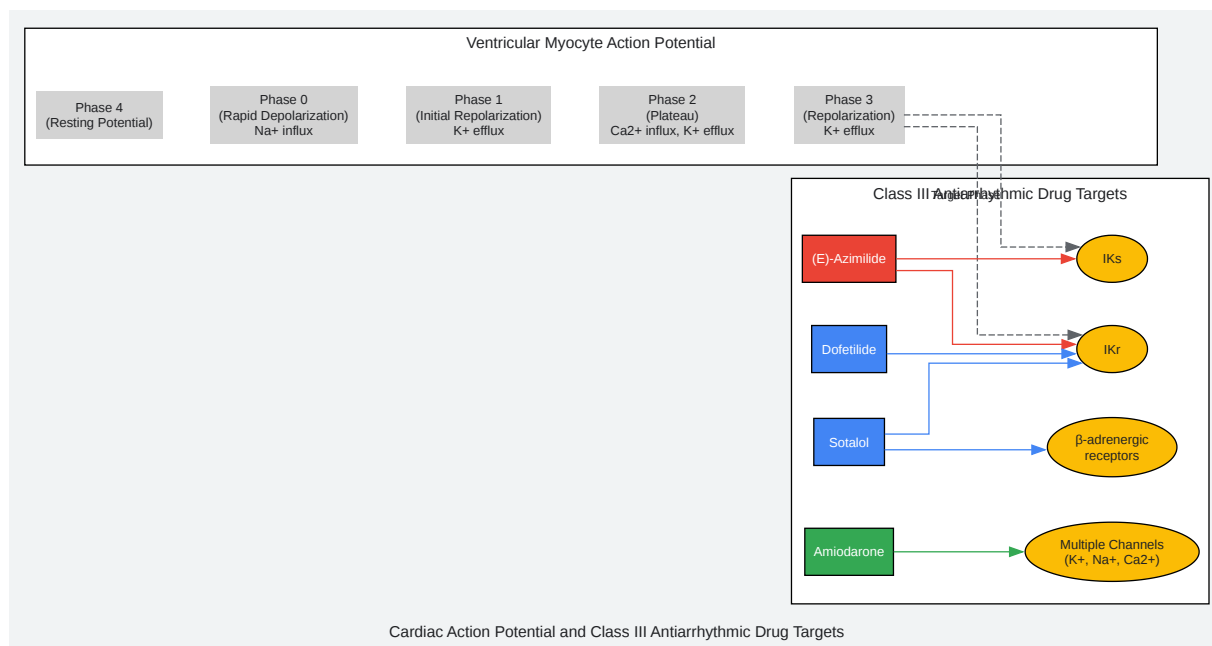 Ventricular Myocyte Action Potential
Phase 4
(Resting Potential)
Phase 0
(Rapid Depolarization)
Na+ influx
Phase 1
(Initial Repolarization)
K+ efflux
Phase 2
(Plateau)
Ca2+ influx, K+ efflux
Phase 3
(Repolarization)
K+ efflux
Class III Antiarrhythmic Drug Targets
Target Phase
(E)-Azimilide
IKs
Dofetilide
IKr
Sotalol
β-adrenergic
receptors
Amiodarone
Multiple Channels
(K+, Na+, Ca2+)
Cardiac Action Potential and Class III Antiarrhythmic Drug Targets